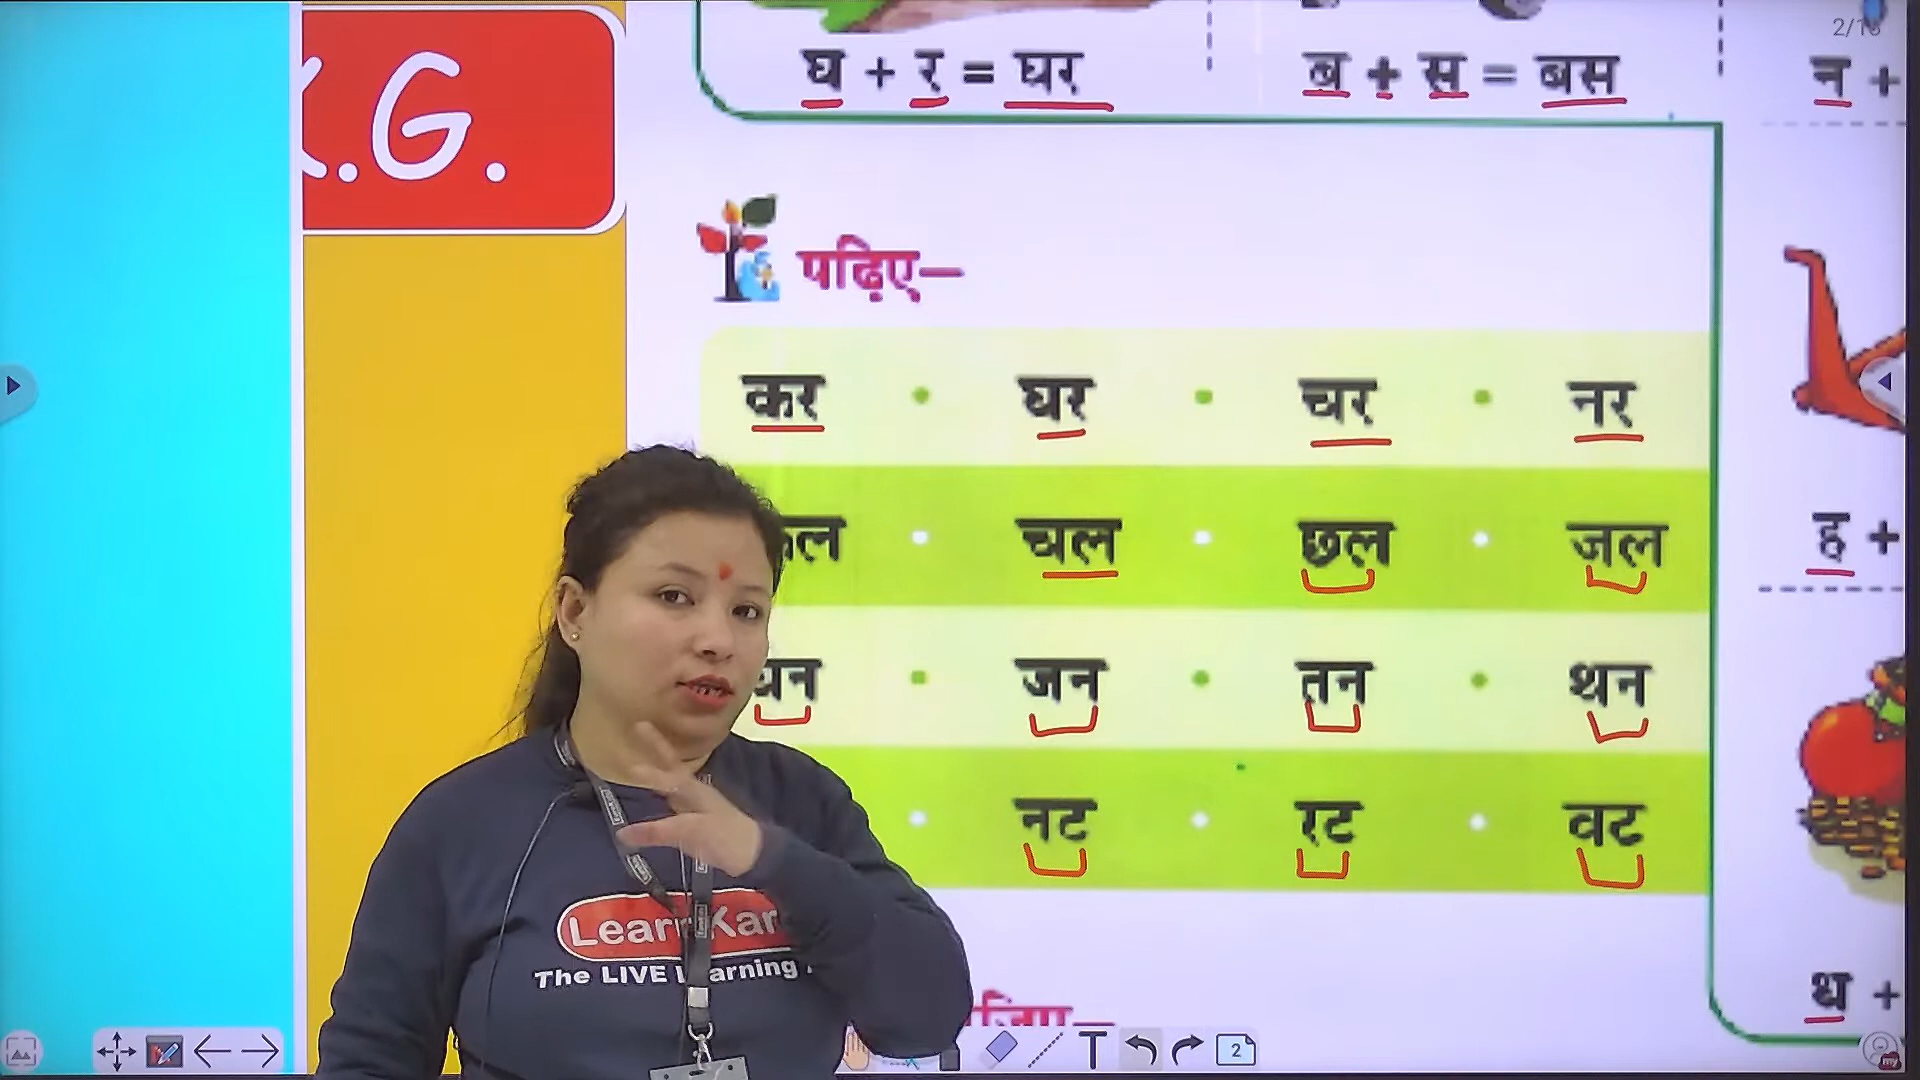 2/16
K.G.
घ + र = घर
ब + स = बस
न +
पढ़िए—
कर • घर • चर • नर
चल • छल • जल
ह +
जन • तन • थन
नट • रट • वट
ध +
LearnKar
The LIVE Learning
T
2